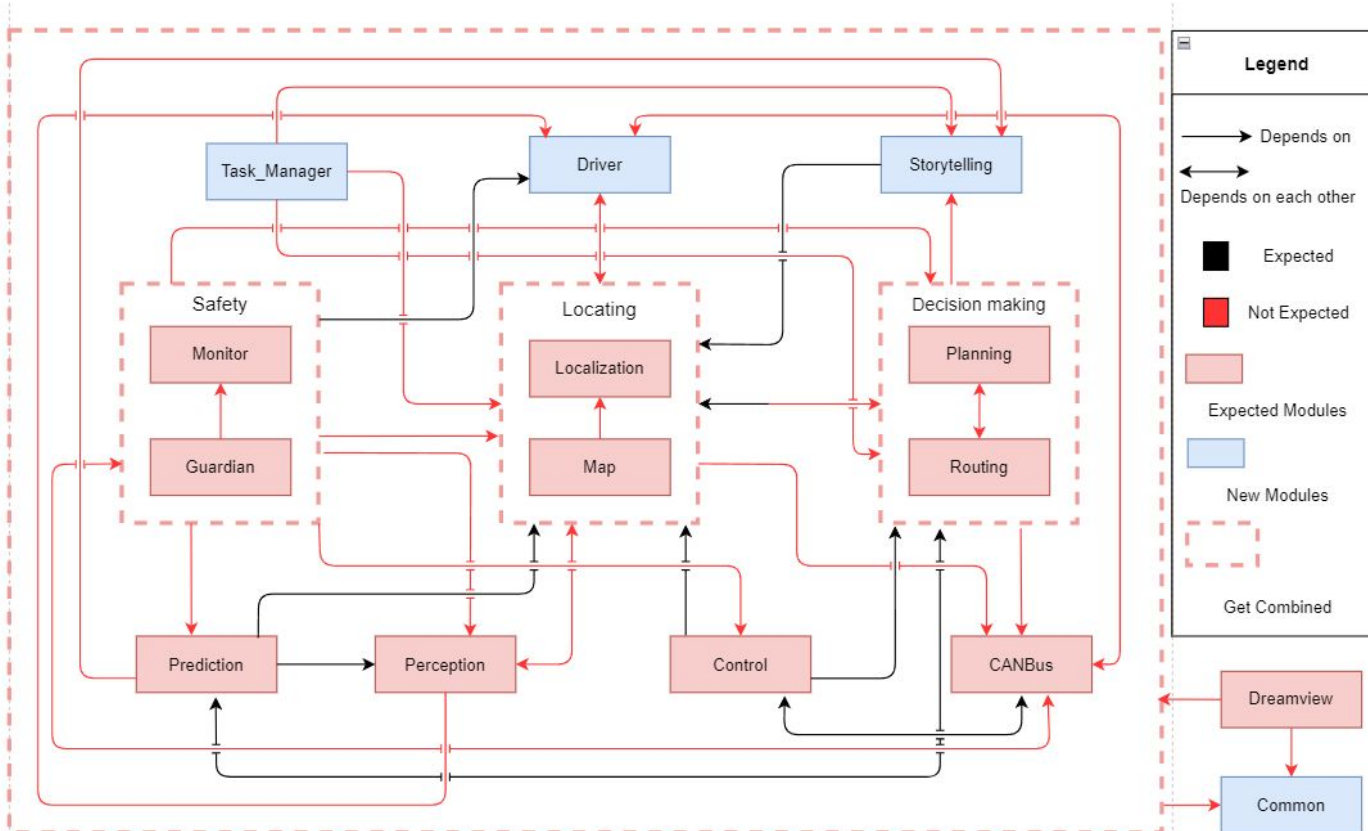 Legend
Depends on
Depends on each other
Expected
Not Expected
Expected Modules
New Modules
Get Combined
Task_Manager
Driver
Storytelling
Safety
Monitor
Guardian
Locating
Localization
Map
Decision making
Planning
Routing
Prediction
Perception
Control
CANBus
Dreamview
Common